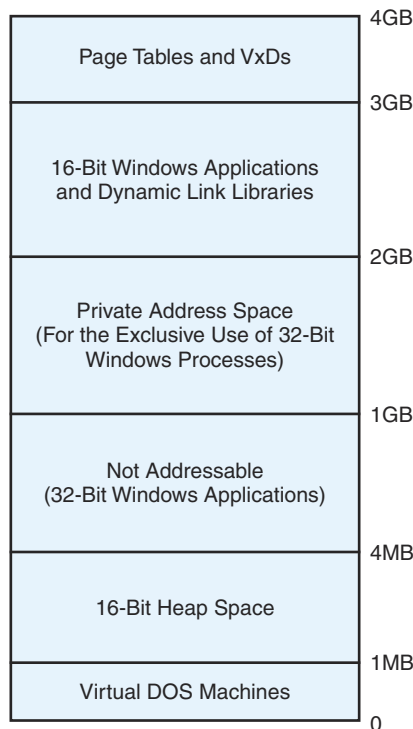 4GB
Page Tables and VxDs
3GB
16-Bit Windows Applications
and Dynamic Link Libraries
2GB
Private Address Space
(For the Exclusive Use of 32-Bit
Windows Processes)
1GB
Not Addressable
(32-Bit Windows Applications)
4MB
16-Bit Heap Space
1MB
Virtual DOS Machines
0